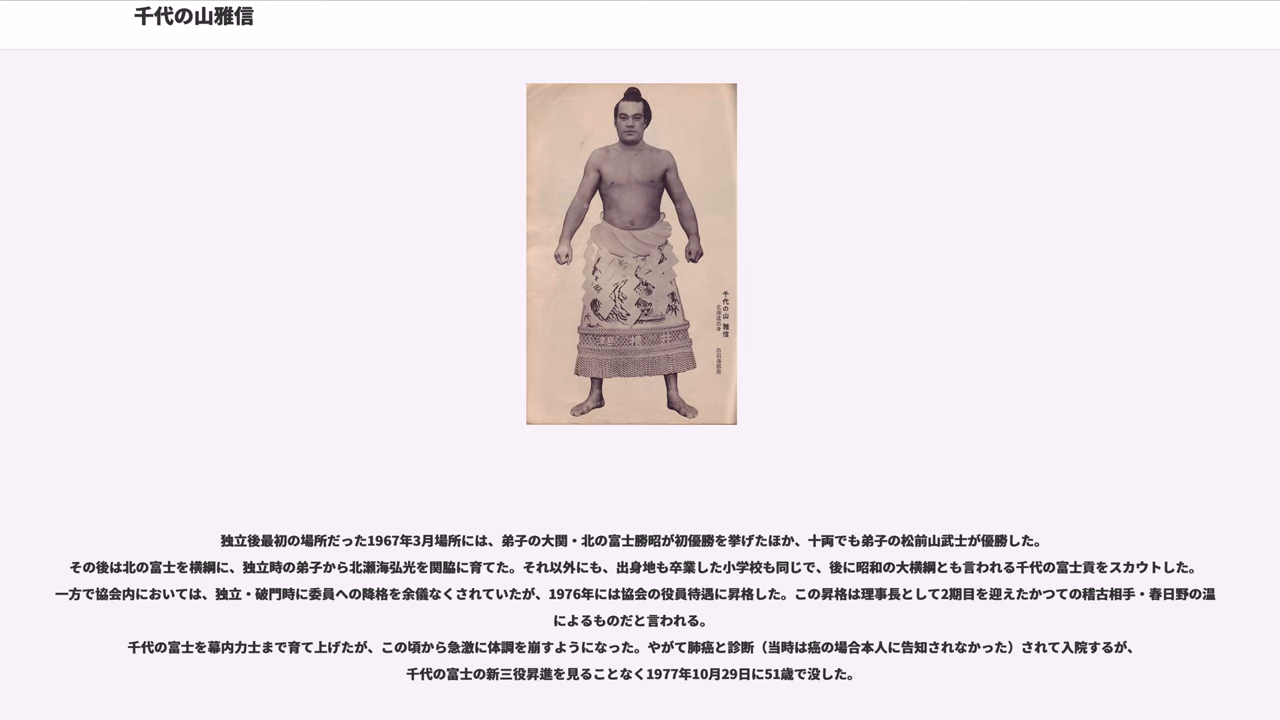 千代の山雅信
千代の山 雅信
北海道出身
出羽海部屋
独立後最初の場所だった1967年3月場所には、弟子の大関・北の富士勝昭が初優勝を挙げたほか、十両でも弟子の松前山武士が優勝した。
その後は北の富士を横綱に、独立時の弟子から北瀬海弘光を関脇に育てた。それ以外にも、出身地も卒業した小学校も同じで、後に昭和の大横綱とも言われる千代の富士貢をスカウトした。
一方で協会内においては、独立・破門時に委員への降格を余儀なくされていたが、1976年には協会の役員待遇に昇格した。この昇格は理事長として2期目を迎えたかつての稽古相手・春日野の温
によるものだと言われる。
千代の富士を幕内力士まで育て上げたが、この頃から急激に体調を崩すようになった。やがて肺癌と診断（当時は癌の場合本人に告知されなかった）されて入院するが、
千代の富士の新三役昇進を見ることなく1977年10月29日に51歳で没した。